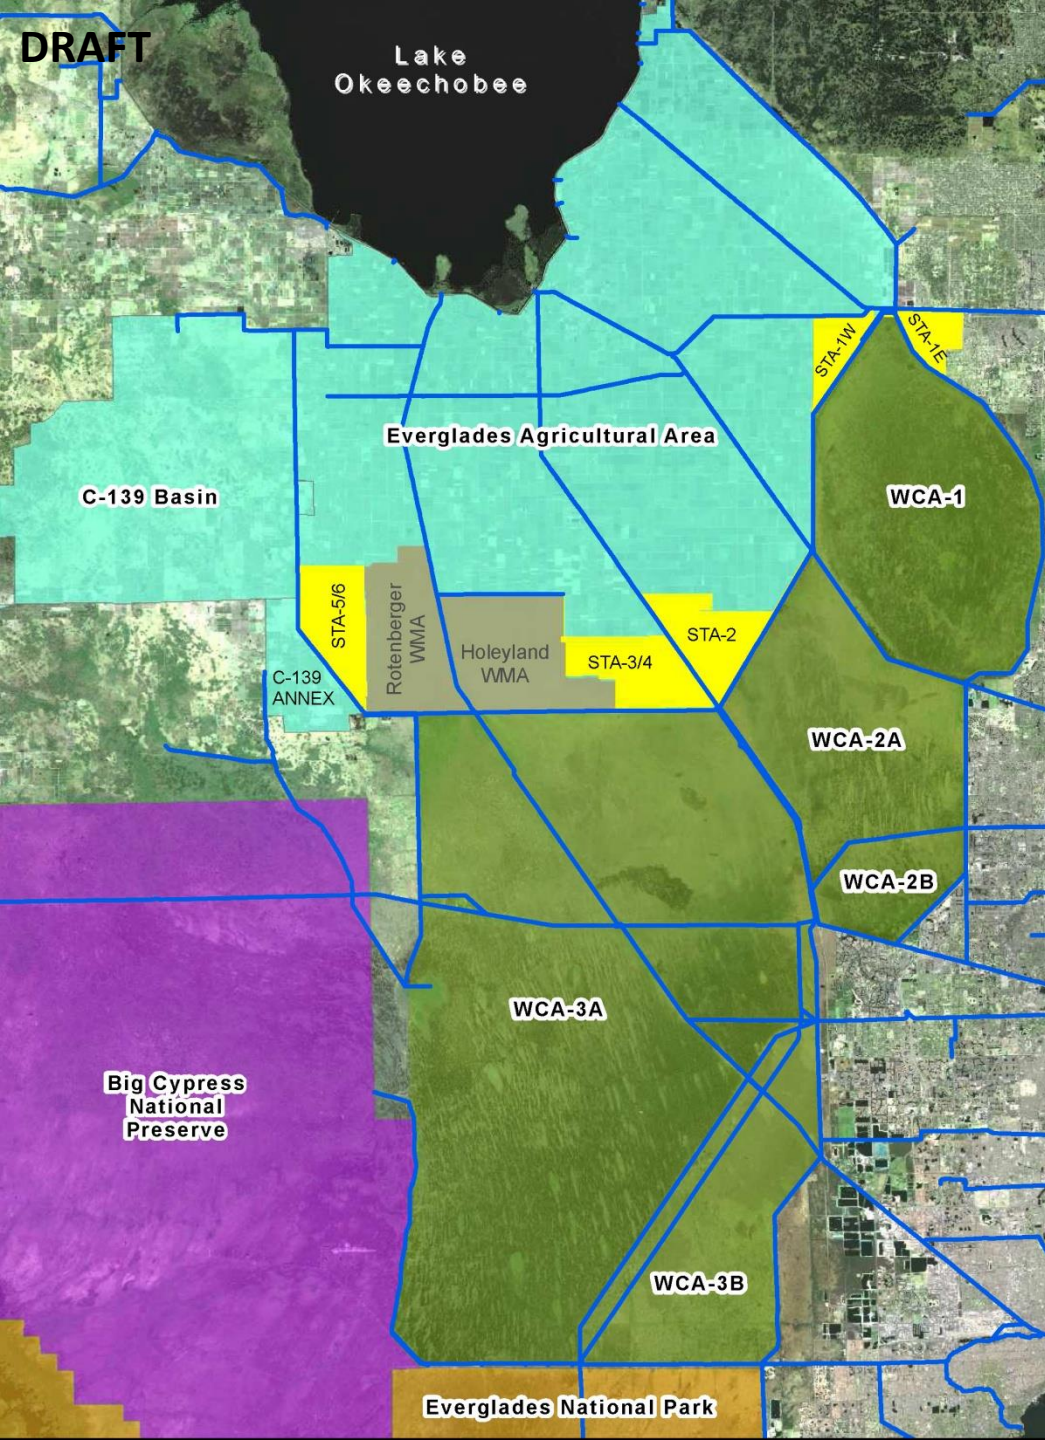 DRAFT
Lake
Okeechobee
STA-1W
STA-1E
Everglades Agricultural Area
C-139 Basin
WCA-1
STA-5/6
Rotenberger
WMA
Holeyland
WMA
STA-3/4
STA-2
C-139
ANNEX
WCA-2A
WCA-2B
WCA-3A
Big Cypress
National
Preserve
WCA-3B
Everglades National Park